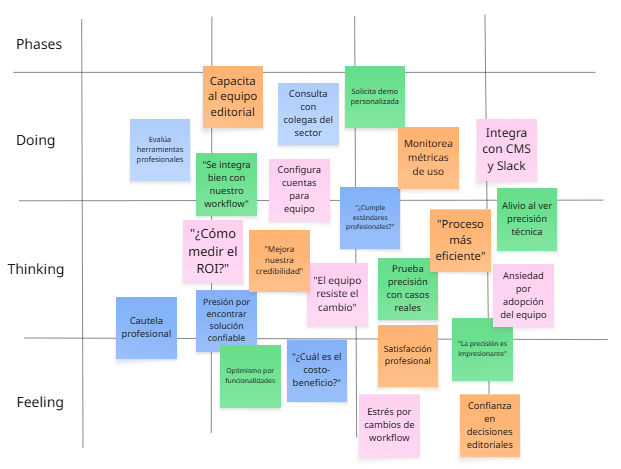 Phases
Doing
Capacita
al equipo
editorial
Consulta
con
colegas del
sector
Solicita demo
personalizada
Evalúa
herramientas
profesionales
Monitorea
métricas
de uso
Integra
con CMS
y Slack
"Se integra
bien con
nuestro
workflow"
Configura
cuentas
para
equipo
Thinking
"¿Cumple
estándares
profesionales?"
Alivio al ver
precisión
técnica
"¿Cómo
medir el
ROI?"
"Mejora
nuestra
credibilidad"
"Proceso
más
eficiente"
"El equipo
resiste el
cambio"
Prueba
precisión
con casos
reales
Ansiedad
por
adopción
del equipo
Cautela
profesional
Presión por
encontrar
solución
confiable
Feeling
Optimismo por
funcionalidades
"¿Cuál es el
costo-
beneficio?"
Satisfacción
profesional
"La precisión es
impresionante"
Estrés por
cambios de
workflow
Confianza
en
decisiones
editoriales